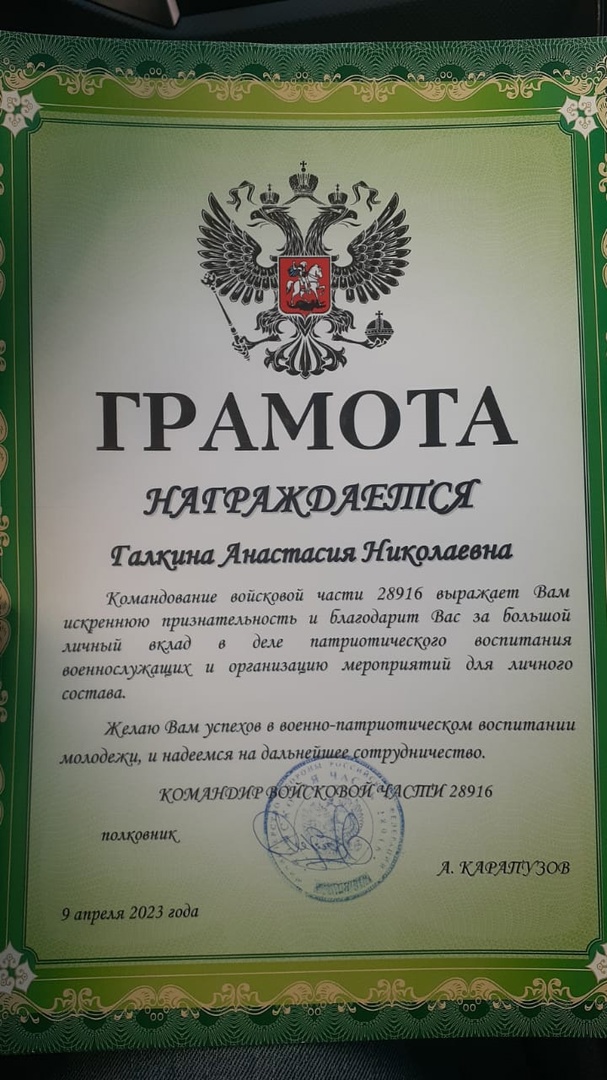 ГРАМОТА
НАГРАЖДАЕТСЯ
Галкина Анастасия Николаевна
Командование войсковой части 28916 выражает Вам
искреннюю признательность и благодарит Вас за большой
личный вклад в деле патриотического воспитания
военнослужащих и организацию мероприятий для личного
состава.
Желаю Вам успехов в военно-патриотическом воспитании
молодежи, и надеемся на дальнейшее сотрудничество.
КОМАНДИР ВОЙСКОВОЙ ЧАСТИ 28916
полковник
А. КАРАПУЗОВ
9 апреля 2023 года